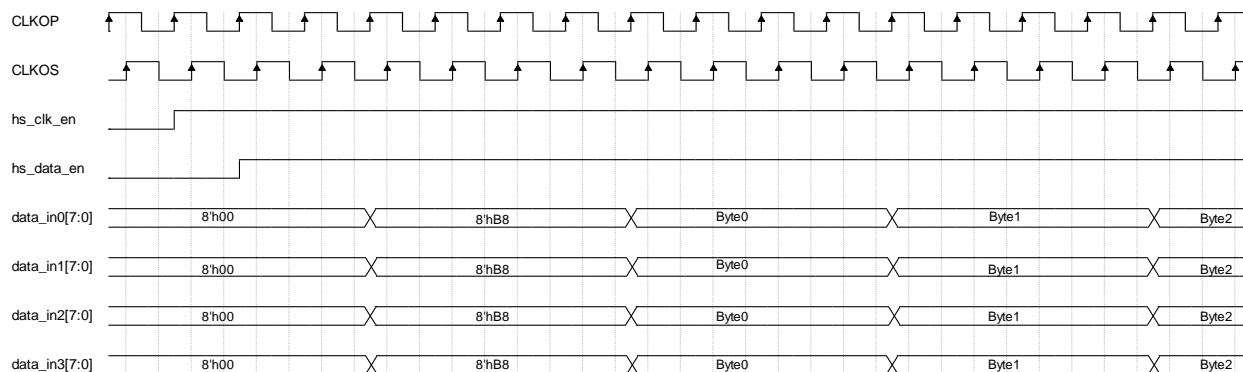 CLKOP
CLKOS
hs_clk_en
hs_data_en
data_in0[7:0] 8'h00 8'hB8 Byte0 Byte1 Byte2
data_in1[7:0] 8'h00 8'hB8 Byte0 Byte1 Byte2
data_in2[7:0] 8'h00 8'hB8 Byte0 Byte1 Byte2
data_in3[7:0] 8'h00 8'hB8 Byte0 Byte1 Byte2